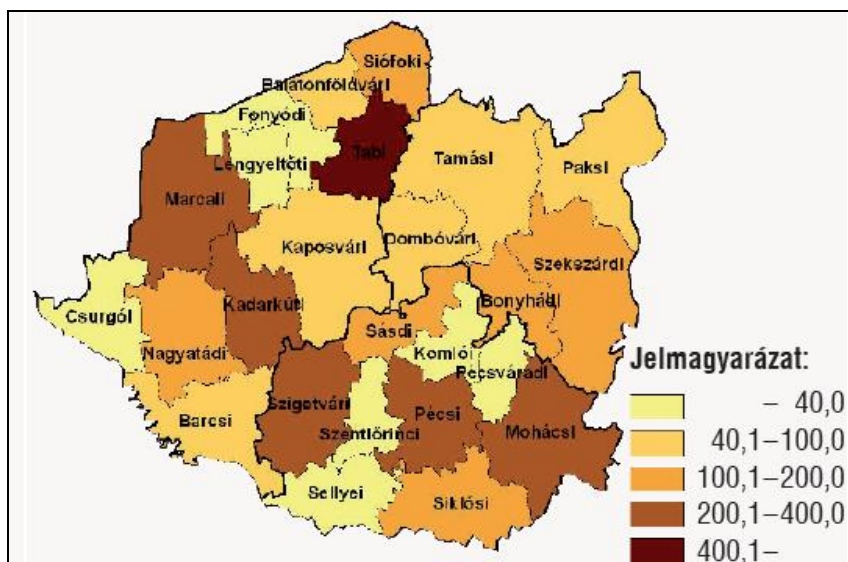 Siófoki
Balatonföldvári
Fonyódi
Tabi
Lengyeltóti
Tamási
Paksi
Marcali
Kaposvári
Dombóvári
Szekszárdi
Csurgói
Kadarkúti
Bonyhádi
Nagyatádi
Sásdi
Komlói
Pécsváradi
Barcsi
Szigetvári
Pécsi
Szentlőrinci
Mohácsi
Sellyei
Siklósi
Jelmagyarázat:
– 40,0
40,1–100,0
100,1–200,0
200,1–400,0
400,1–